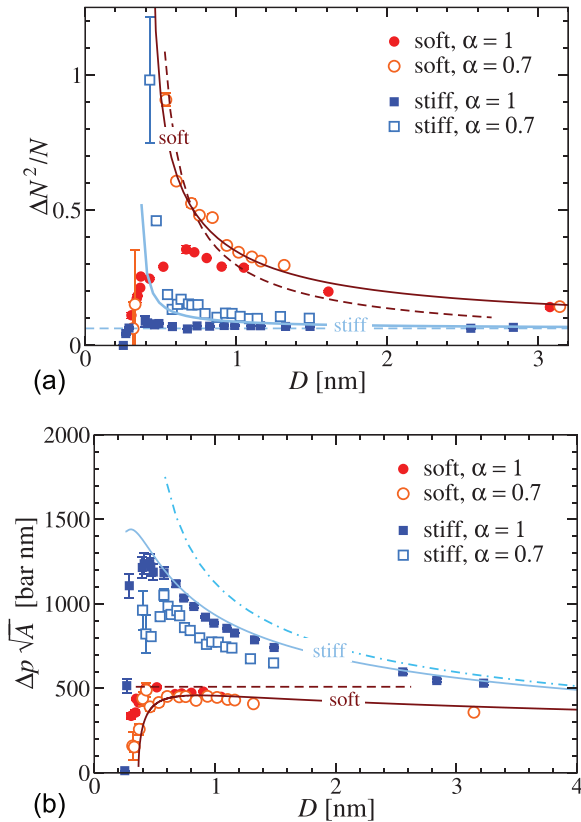 soft, α = 1
soft, α = 0.7
stiff, α = 1
stiff, α = 0.7
1
0.5
0
ΔN²/N
soft
stiff
0 1 2 3
D [nm]
(a)
2000
1500
1000
500
0
Δp √A [bar nm]
soft, α = 1
soft, α = 0.7
stiff, α = 1
stiff, α = 0.7
stiff
soft
0 1 2 3 4
D [nm]
(b)